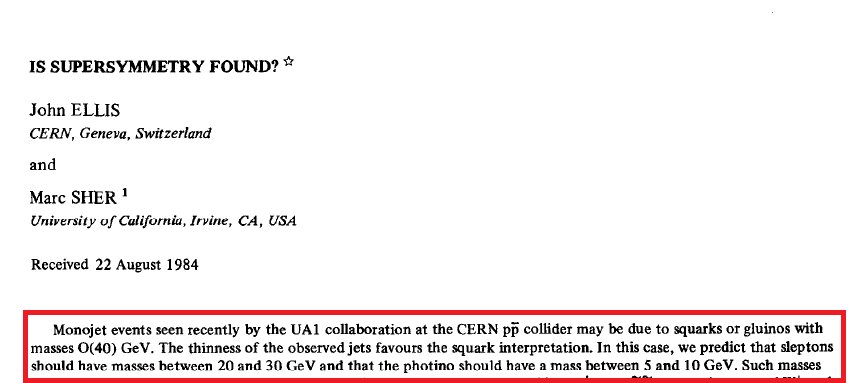 IS SUPERSYMMETRY FOUND? ☆
John ELLIS
CERN, Geneva, Switzerland
and
Marc SHER 1
University of California, Irvine, CA, USA
Received 22 August 1984
Monojet events seen recently by the UA1 collaboration at the CERN pp̄ collider may be due to squarks or gluinos with
masses O(40) GeV. The thinness of the observed jets favours the squark interpretation. In this case, we predict that sleptons
should have masses between 20 and 30 GeV and that the photino should have a mass between 5 and 10 GeV. Such masses